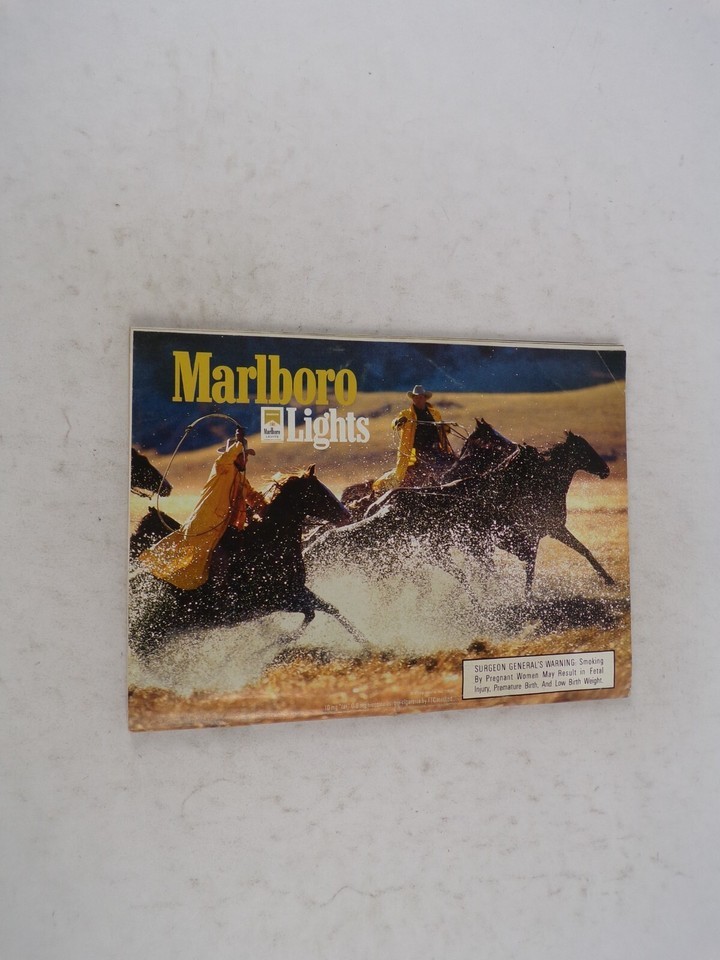 Marlboro
Marlboro
Lights
SURGEON GENERAL'S WARNING: Smoking
By Pregnant Women May Result in Fetal
Injury, Premature Birth, And Low Birth Weight.